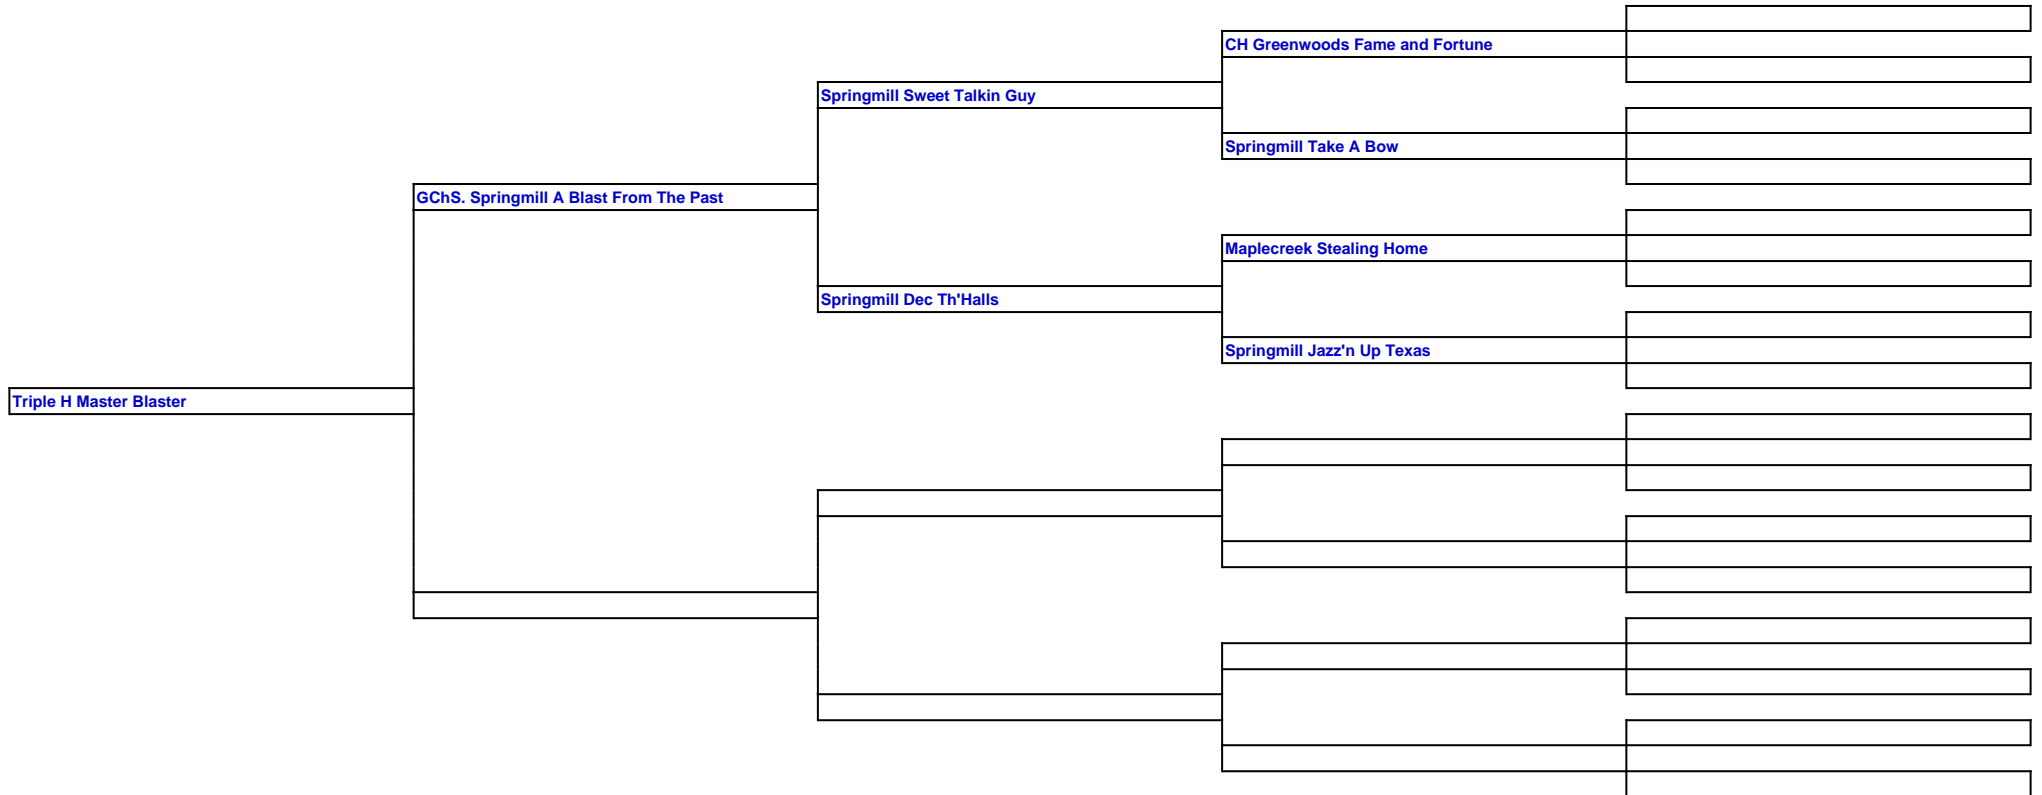 CH Greenwoods Fame and Fortune
Springmill Sweet Talkin Guy
Springmill Take A Bow
GChS. Springmill A Blast From The Past
Maplecreek Stealing Home
Springmill Dec Th'Halls
Springmill Jazz'n Up Texas
Triple H Master Blaster